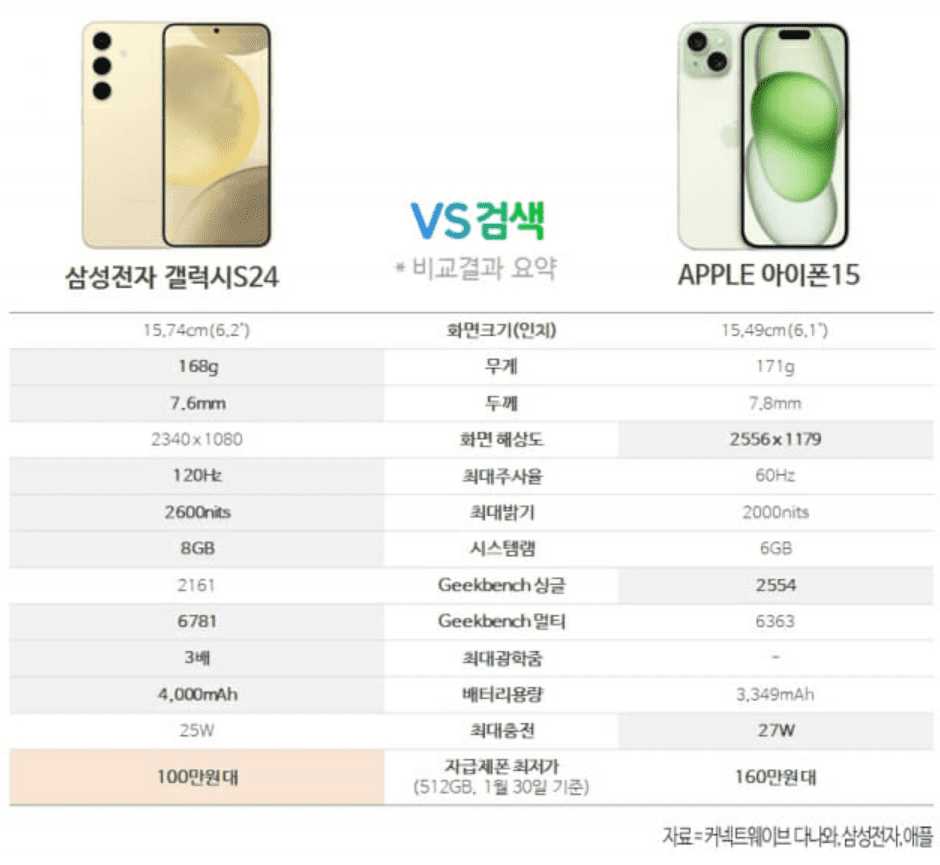 VS검색
* 비교결과 요약
삼성전자 갤럭시S24
APPLE 아이폰15
15.74cm(6.2") 화면크기(인치) 15.49cm(6.1")
168g 무게 171g
7.6mm 두께 7.8mm
2340x1080 화면 해상도 2556x1179
120Hz 최대주사율 60Hz
2600nits 최대밝기 2000nits
8GB 시스템램 6GB
2161 Geekbench 싱글 2554
6781 Geekbench 멀티 6363
3배 최대광학줌 -
4,000mAh 배터리용량 3,349mAh
25W 최대충전 27W
100만원대 자급제폰 최저가 160만원대
(512GB, 1월 30일 기준)
자료=커넥트웨이브 다나와,삼성전자,애플